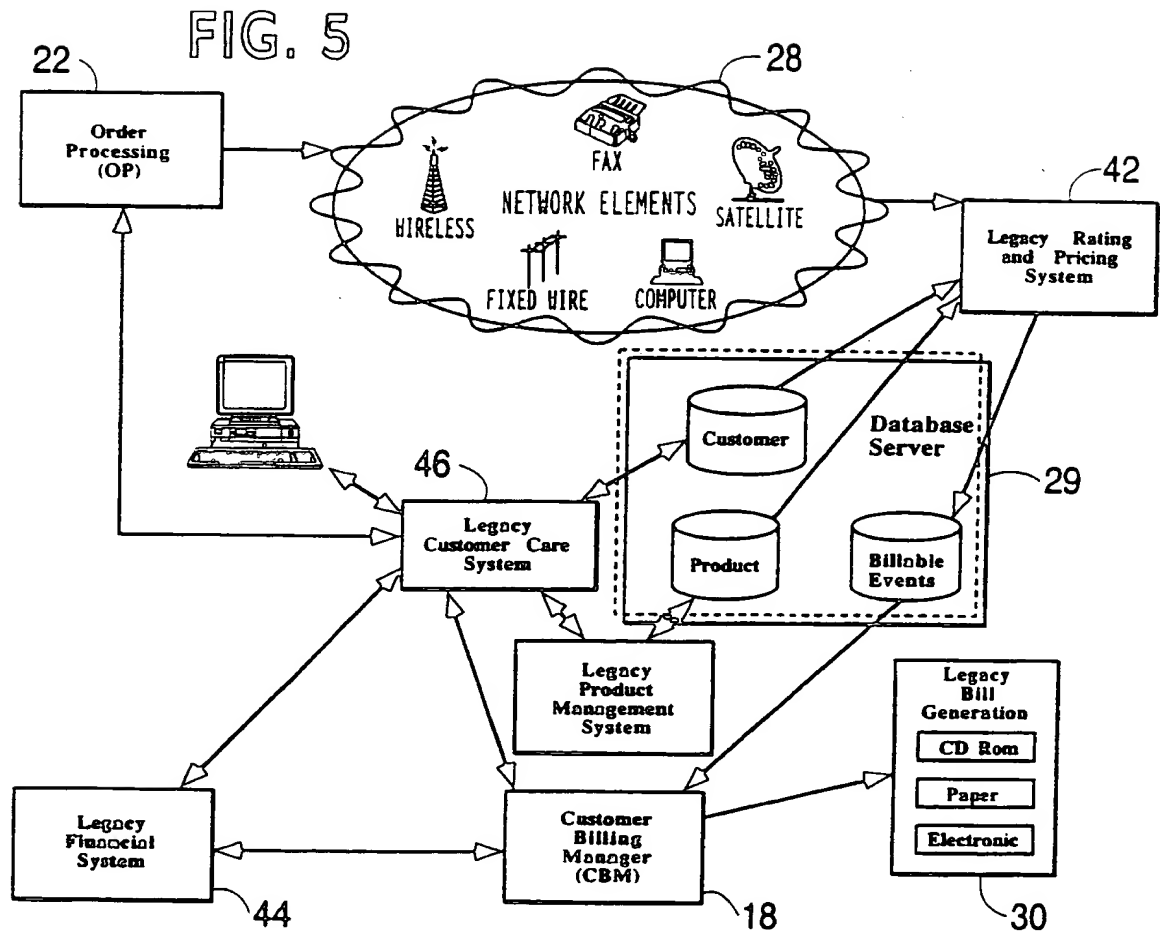 FIG. 5
22
28
Order
Processing
(OP)
FAX
NETWORK ELEMENTS
WIRELESS
SATELLITE
FIXED WIRE
COMPUTER
42
Legacy Rating
and Pricing
System
Customer
Database
Server
29
46
Legacy
Customer Care
System
Product
Billable
Events
Legacy
Product
Management
System
Legacy
Bill
Generation
CD Rom
Paper
Electronic
30
Legacy
Financial
System
44
Customer
Billing
Manager
(CBM)
18